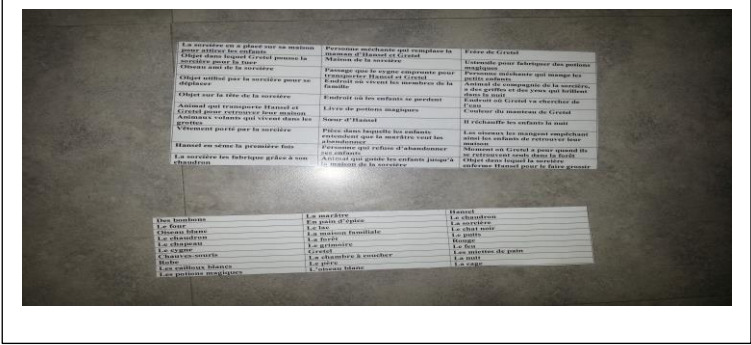 La sorcière en a placé sur sa maison
pour attirer les enfants
Objet dans lequel Gretel pousse la
sorcière pour la tuer
Oiseau ami de la sorcière
Objet utilisé par la sorcière pour se
déplacer
Objet sur la tête de la sorcière
Animal qui transporte Hansel et
Gretel pour retrouver leur maison
Animaux volants qui vivent dans les
grottes
Vêtement porté par la sorcière
Hansel en sème la première fois
La sorcière les fabrique grâce à son
chaudron
Personne méchante qui remplace la
maman d'Hansel et Gretel
Maison de la sorcière
Passage que le cygne emprunte pour
transporter Hansel et Gretel
Endroit où vivent les membres de la
famille
Endroit où les enfants se perdent
Livre de potions magiques
Sœur d'Hansel
Pièce dans laquelle les enfants
entendent que la marâtre veut les
abandonner
Personne qui refuse d'abandonner
ses enfants
Animal qui guide les enfants jusqu'à
la maison de la sorcière
Frère de Gretel
Ustensile pour fabriquer des potions
magiques
Personne méchante qui mange les
petits enfants
Animal de compagnie de la sorcière,
a des griffes et des yeux qui brillent
dans la nuit
Endroit où Gretel va chercher de
l'eau
Couleur du manteau de Gretel
Il réchauffe les enfants la nuit
Les oiseaux les mangent empêchant
ainsi les enfants de retrouver leur
maison
Moment où Gretel a peur quand ils
se retrouvent seuls dans la forêt
Objet dans lequel la sorcière
enferme Hansel pour le faire grossir
Des bonbons
Le four
Oiseau blanc
Le chaudron
Le chapeau
Le cygne
Chauves-souris
Robe
Les cailloux blancs
Les potions magiques
La marâtre
En pain d'épice
Le lac
La maison familiale
La forêt
Le grimoire
Gretel
La chambre à coucher
Le père
L'oiseau blanc
Hansel
Le chaudron
La sorcière
Le chat noir
Le puits
Rouge
Le feu
Les miettes de pain
La nuit
La cage